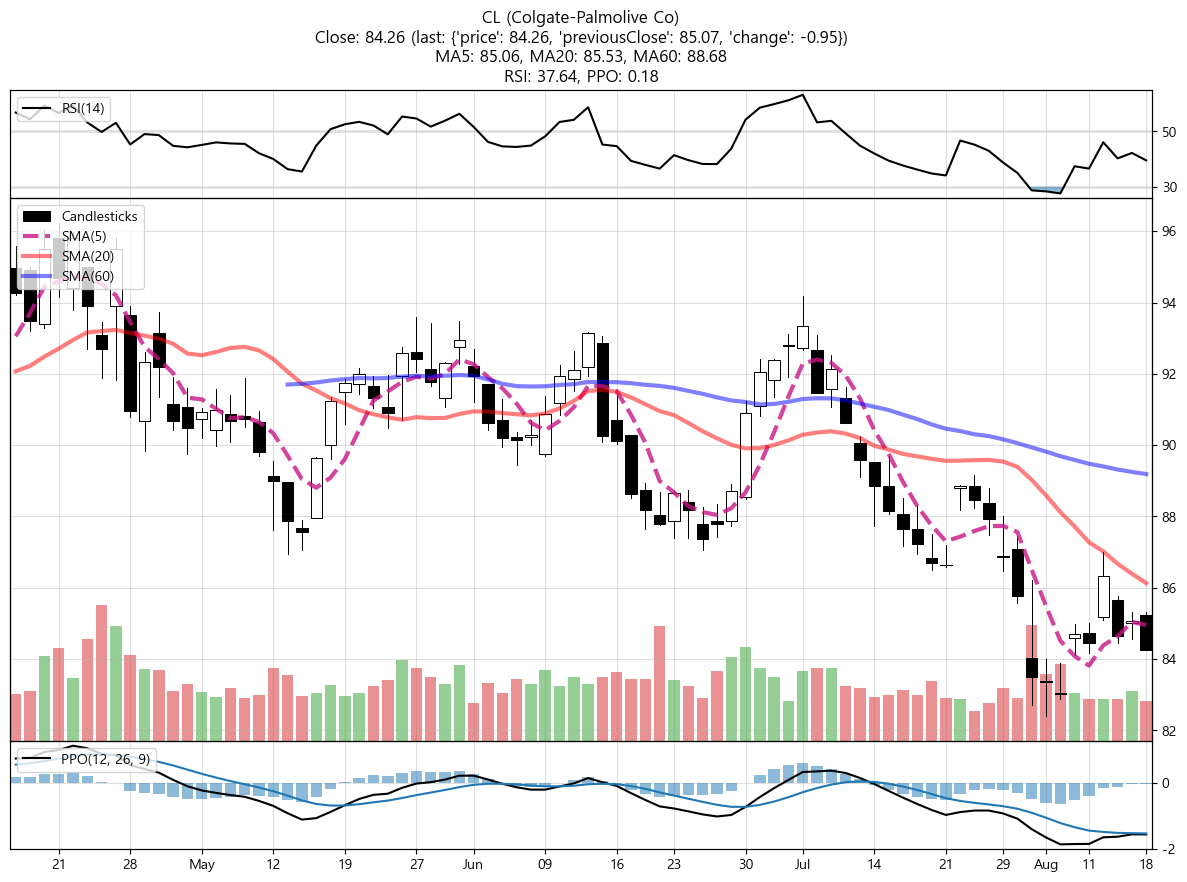 CL (Colgate-Palmolive Co)
Close: 84.26 (last: {'price': 84.26, 'previousClose': 85.07, 'change': -0.95})
MA5: 85.06, MA20: 85.53, MA60: 88.68
RSI: 37.64, PPO: 0.18
RSI(14)
50
30
Candlesticks
SMA(5)
SMA(20)
SMA(60)
96
94
92
90
88
86
84
82
PPO(12, 26, 9)
0
-2
21 28 May 12 19 27 Jun 09 16 23 30 Jul 14 21 29 Aug 11 18